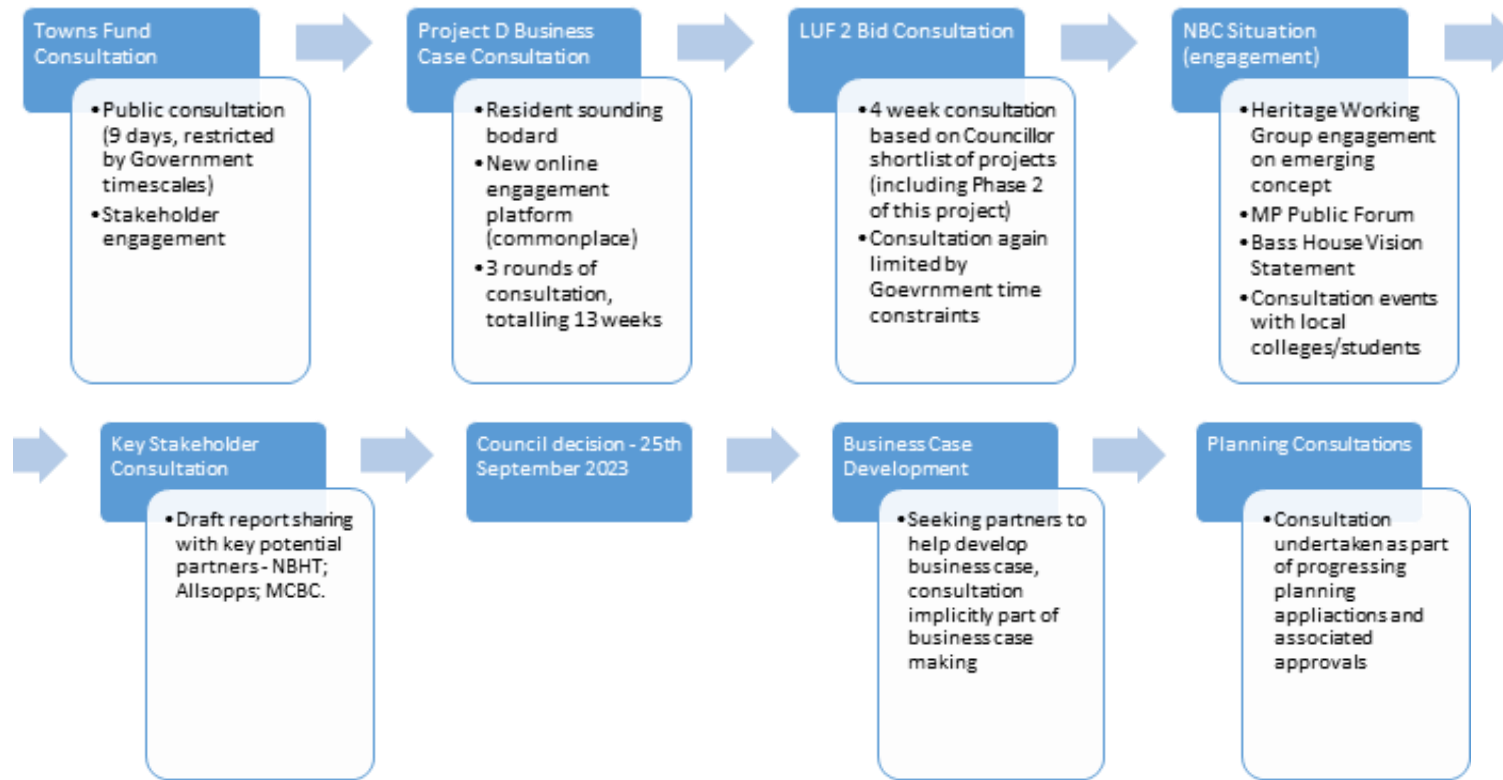 Towns Fund
Consultation
•Public consultation
(9 days, restricted
by Government
timescales)
•Stakeholder
engagement
Project D Business
Case Consultation
•Resident sounding
bodard
•New online
engagement
platform
(commonplace)
•3 rounds of
consultation,
totalling 13 weeks
LUF 2 Bid Consultation
•4 week consultation
based on Councillor
shortlist of projects
(including Phase 2
of this project)
•Consultation again
limited by
Goevrnment time
constraints
NBC Situation
(engagement)
•Heritage Working
Group engagement
on emerging
concept
•MP Public Forum
•Bass House Vision
Statement
•Consultation events
with local
colleges/students
Key Stakeholder
Consultation
•Draft report sharing
with key potential
partners - NBHT;
Allsopps; MCBC.
Council decision - 25th
September 2023
Business Case
Development
•Seeking partners to
help develop
business case,
consultation
implicitly part of
business case
making
Planning Consultations
•Consultation
undertaken as part
of progressing
planning
appliactions and
associated
approvals